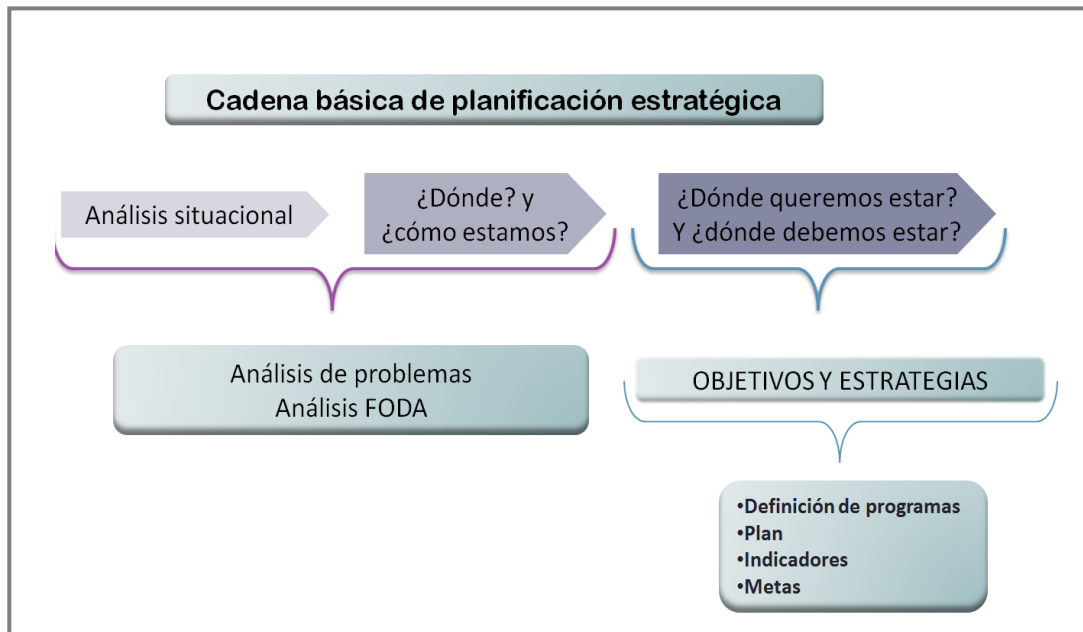 Cadena básica de planificación estratégica
Análisis situacional
¿Dónde? y
¿cómo estamos?
¿Dónde queremos estar?
Y ¿dónde debemos estar?
Análisis de problemas
Análisis FODA
OBJETIVOS Y ESTRATEGIAS
•Definición de programas
•Plan
•Indicadores
•Metas